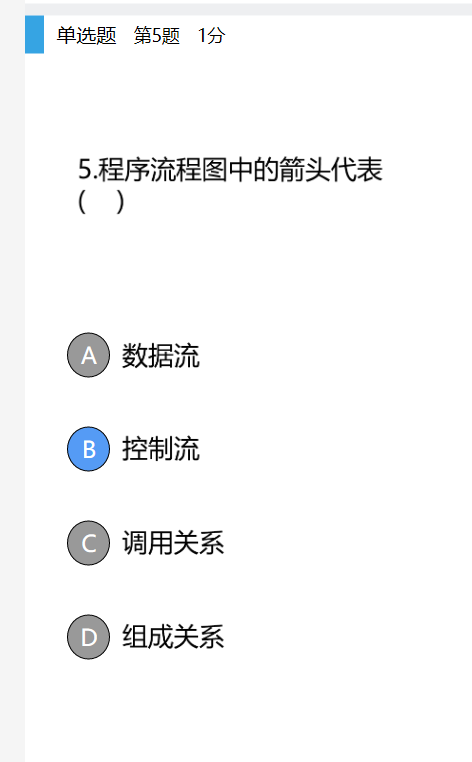 单选题 第5题 1分
5.程序流程图中的箭头代表
( )
A 数据流
B 控制流
C 调用关系
D 组成关系